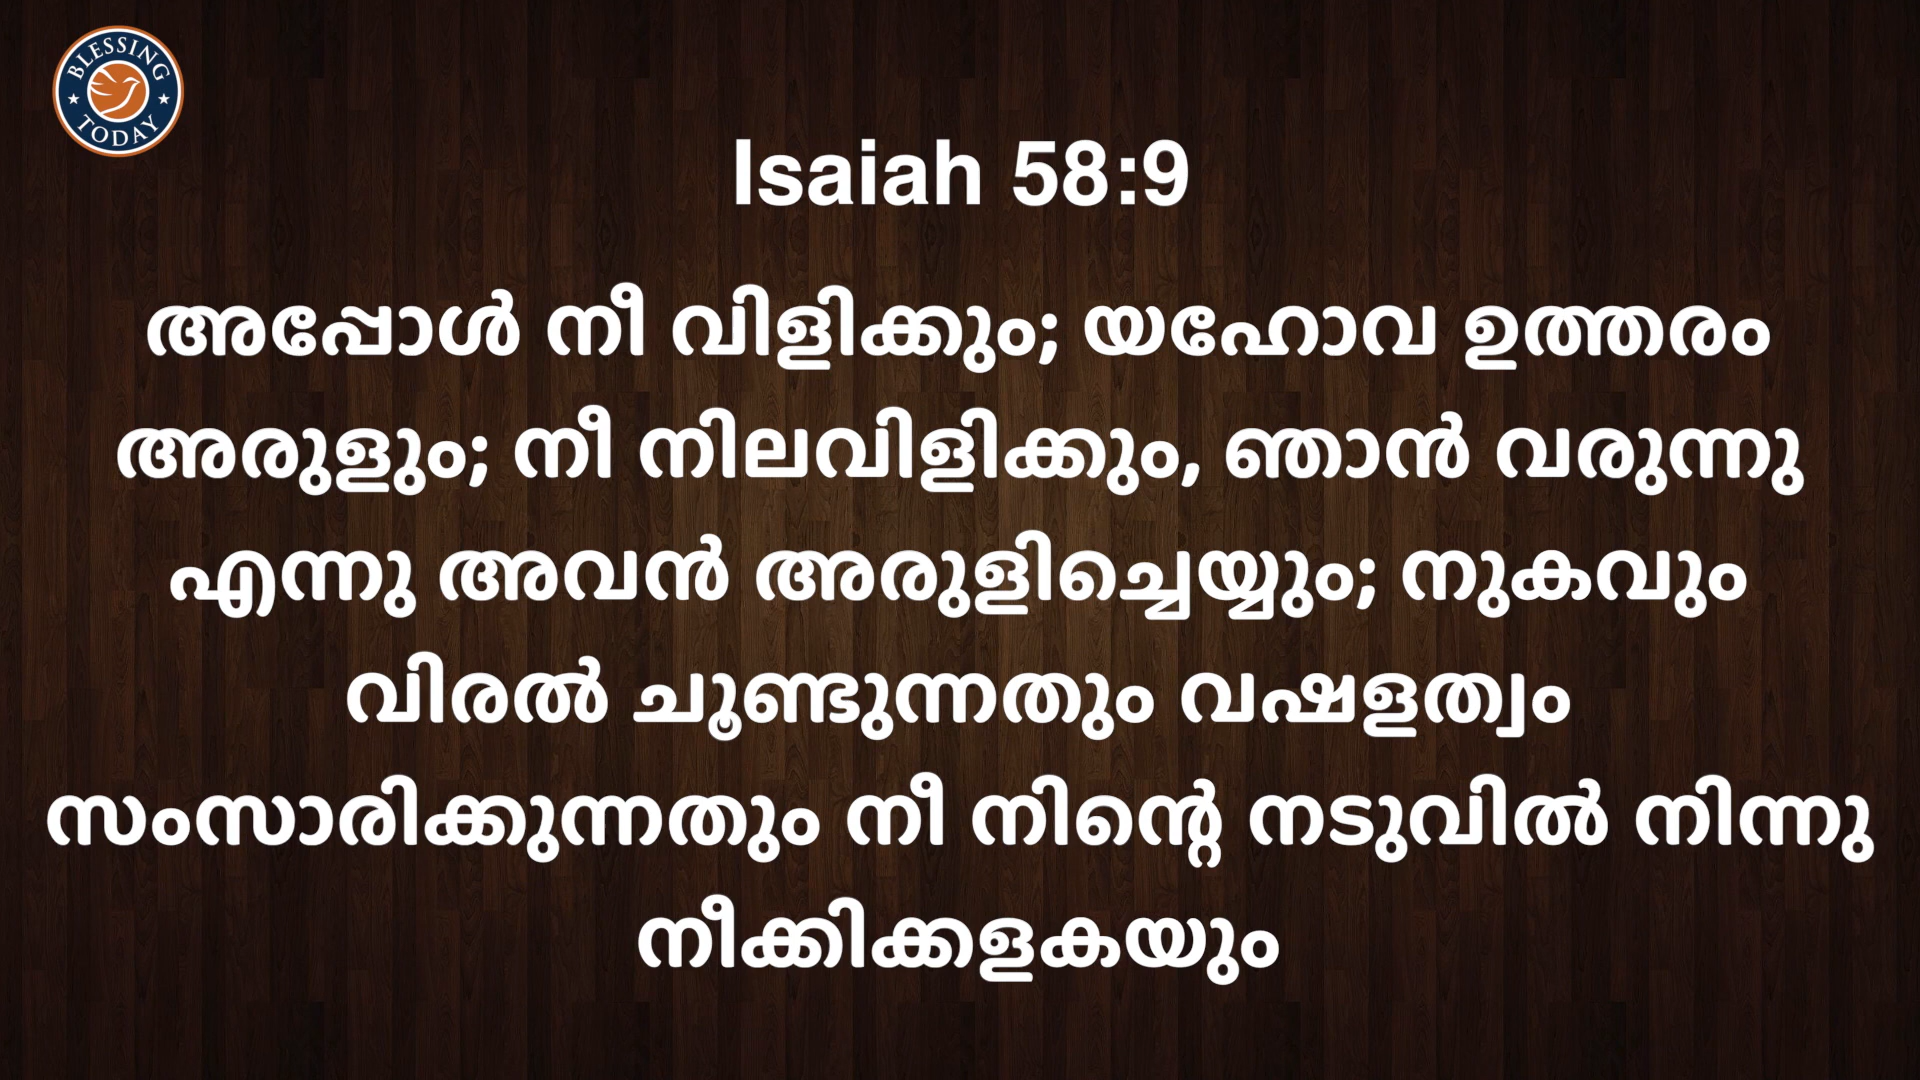 BLESSING
TODAY
Isaiah 58:9
അപ്പോൾ നീ വിളിക്കും; യഹോവ ഉത്തരം
അരുളും; നീ നിലവിളിക്കും, ഞാൻ വരുന്നു
എന്നു അവൻ അരുളിച്ചെയ്യും; നുകവും
വിരൽ ചൂണ്ടുന്നതും വഷളത്വം
സംസാരിക്കുന്നതും നീ നിന്റെ നടുവിൽ നിന്നു
നീക്കിക്കളകയും